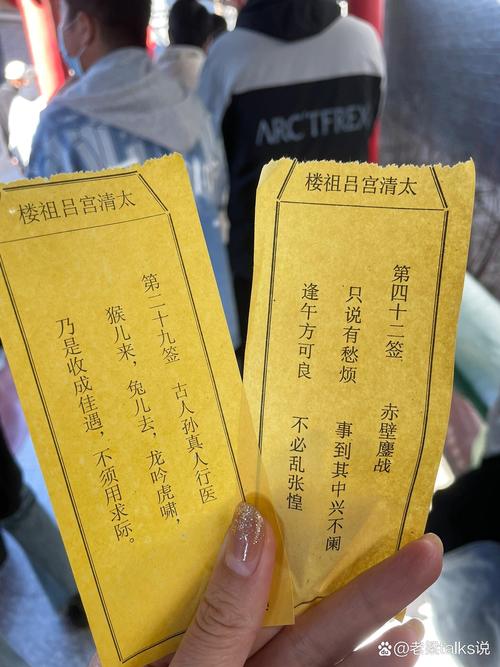 太清宫吕祖楼
第二十九签 古人孙真人行医
猴儿来，兔儿去，龙吟虎啸，
乃是收成佳遇，不须用求际。
太清宫吕祖楼
第四十二签 赤壁鏖战
只说有愁烦 事到其中兴不阑
逢午方可良 不必乱张惶
ARC'TFREX
talks说